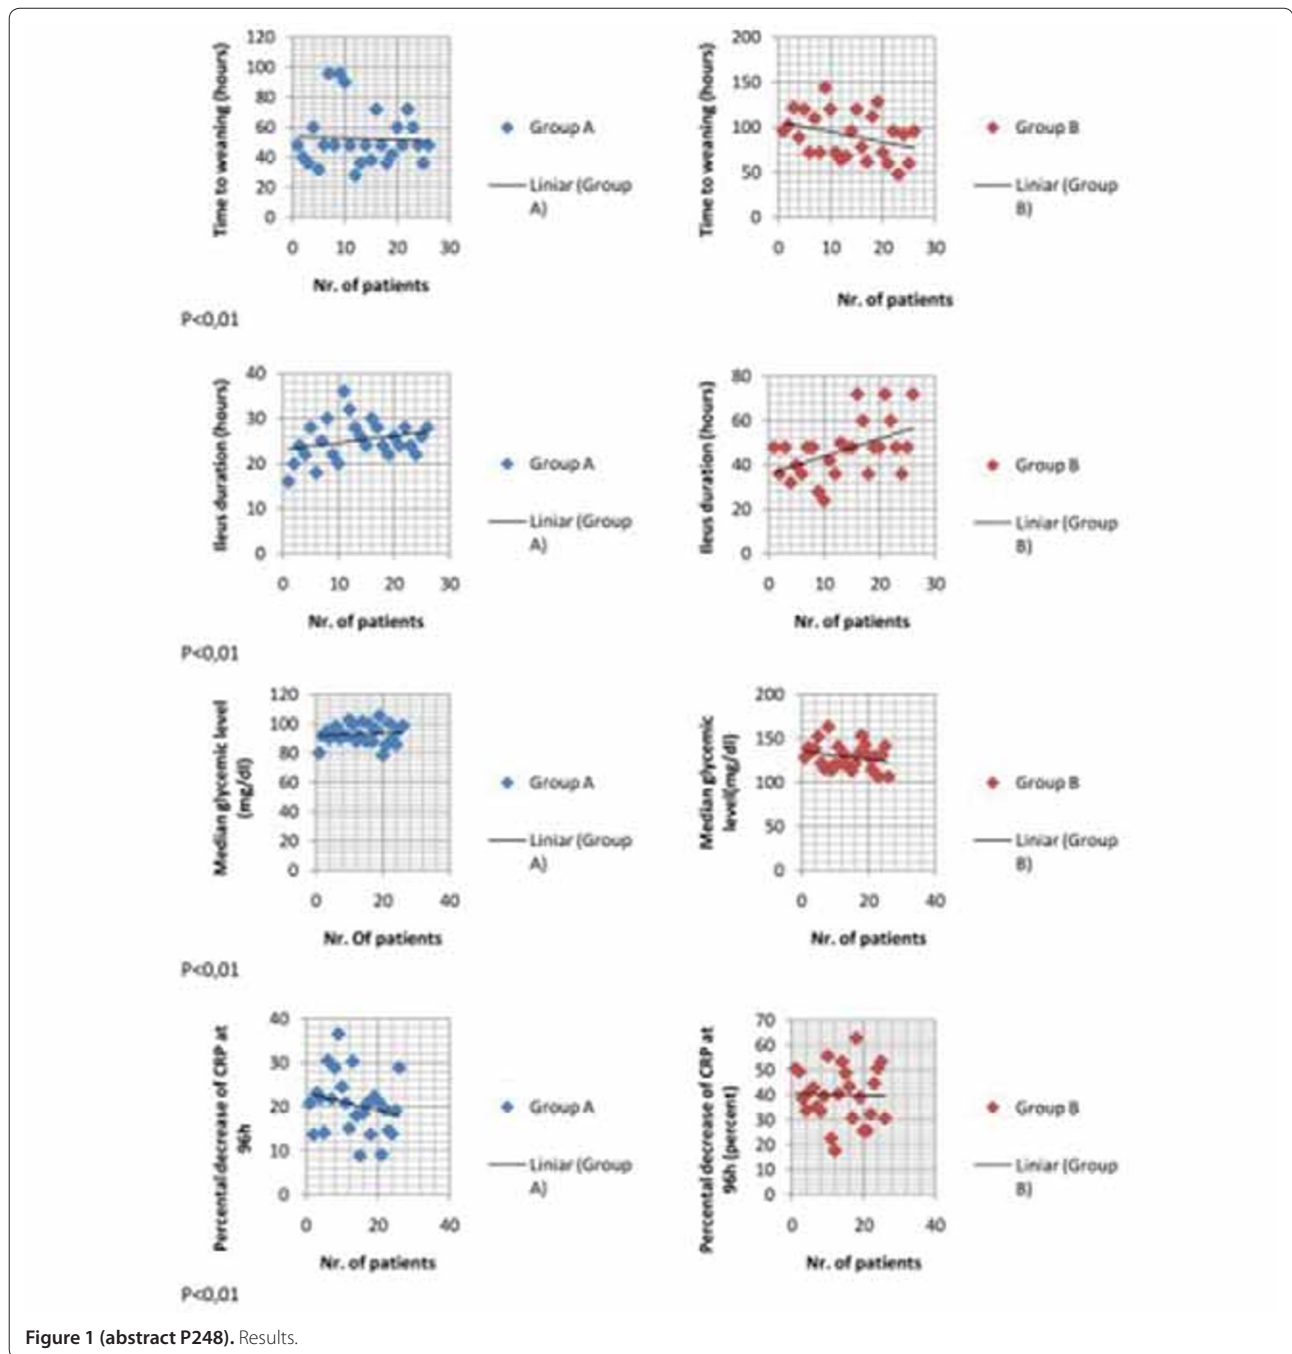 120
100
80
60
40
20
0
Time to weaning (hours)
0 10 20 30
Nr. of patients
Group A
Liniar (Group
A)
200
150
100
50
0
Time to weaning (hours)
0 10 20 30
Nr. of patients
Group B
Liniar (Group
B)
P<0,01
40
30
20
10
0
Ileus duration (hours)
0 10 20 30
Nr. of patients
Group A
Liniar (Group
A)
80
60
40
20
0
Ileus duration (hours)
0 10 20 30
Nr. of patients
Group B
Liniar (Group
B)
P<0,01
120
100
80
60
40
20
0
Median glycemic level
(mg/dl)
0 20 40
Nr. Of patients
Group A
Liniar (Group
A)
200
150
100
50
0
Median glycemic
level(mg/dl)
0 20 40
Nr. of patients
Group B
Liniar (Group
B)
P<0,01
40
30
20
10
0
Percental decrease of CRP at
96h
0 20 40
Nr. of patients
Group A
Liniar (Group
A)
70
60
50
40
30
20
10
0
Percental decrease of CRP at
96h (percent)
0 20 40
Nr. of patients
Group B
Liniar (Group
B)
P<0,01
Figure 1 (abstract P248). Results.